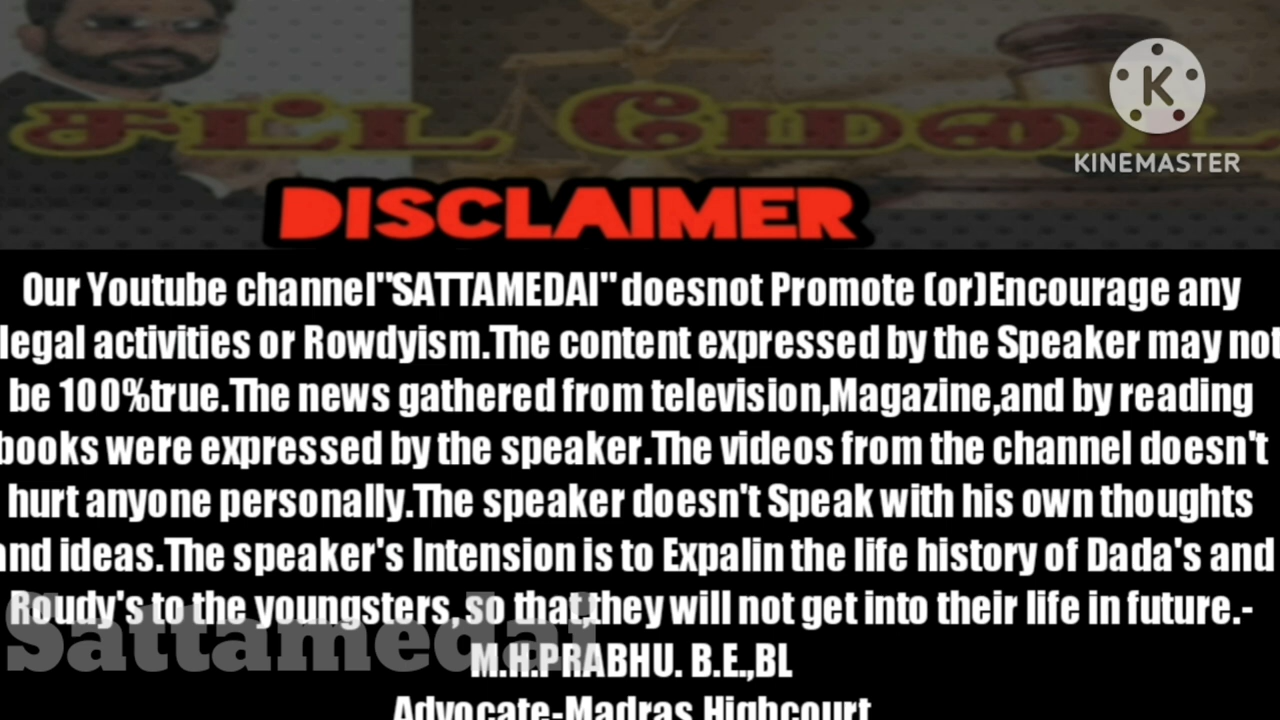 சட்ட மேடை
KINEMASTER
DISCLAIMER
Our Youtube channel"SATTAMEDAI" doesnot Promote (or)Encourage any
legal activities or Rowdyism.The content expressed by the Speaker may not
be 100%true.The news gathered from television,Magazine,and by reading
books were expressed by the speaker.The videos from the channel doesn't
hurt anyone personally.The speaker doesn't Speak with his own thoughts
and ideas.The speaker's Intension is to Expalin the life history of Dada's and
Roudy's to the youngsters, so that,they will not get into their life in future.-
Sattamedai
M.H.PRABHU. B.E.,BL
Advocate-Madras Highcourt